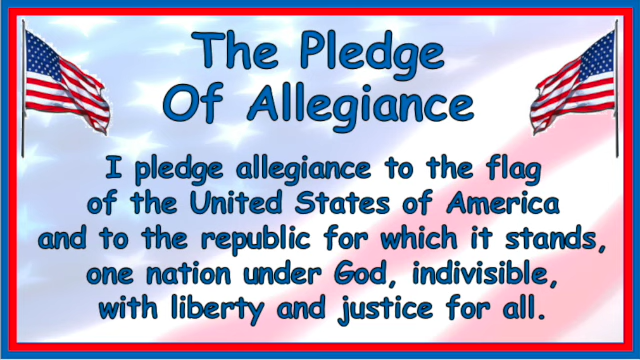 The Pledge
Of Allegiance
I pledge allegiance to the flag
of the United States of America
and to the republic for which it stands,
one nation under God, indivisible,
with liberty and justice for all.